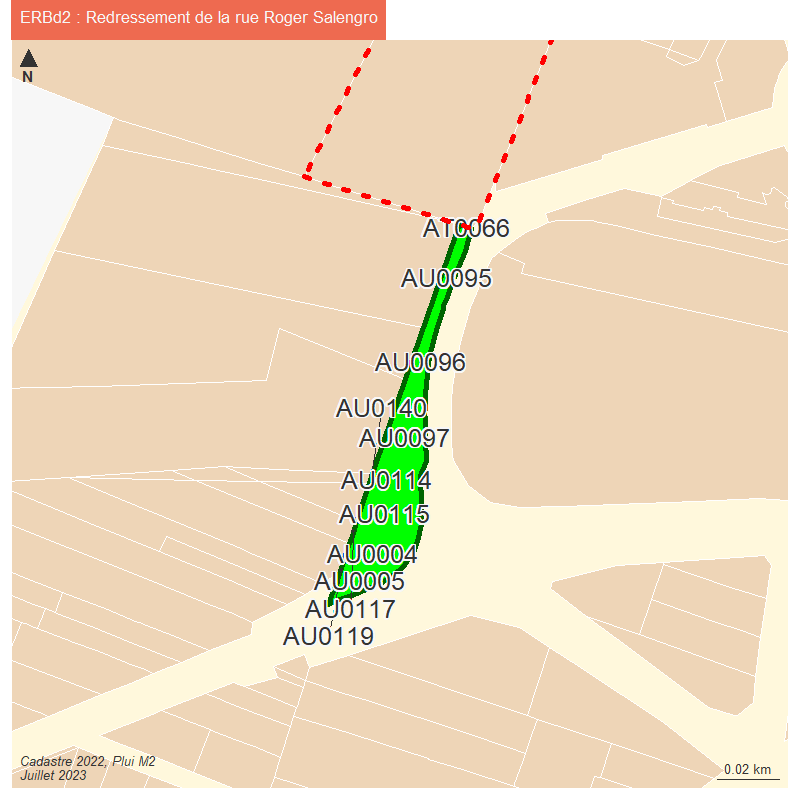 ERBd2 : Redressement de la rue Roger Salengro
N
AT0066
AU0095
AU0096
AU0140
AU0097
AU0114
AU0115
AU0004
AU0005
AU0117
AU0119
Cadastre 2022, Plui M2
Juillet 2023
0.02 km